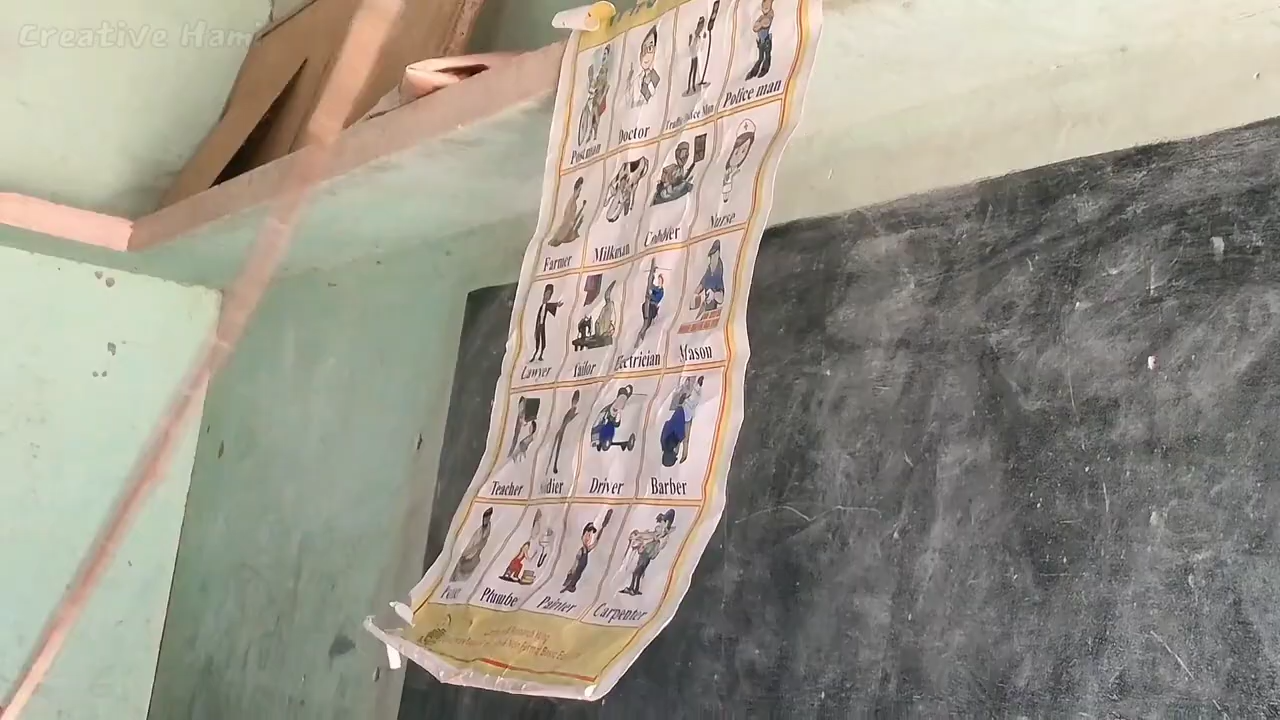 Creative Ham
Postman
Doctor
Police man
Farmer
Milkman
Cobbler
Nurse
Lawyer
Tailor
Electrician
Mason
Teacher
Driver
Barber
Plumbe
Painter
Carpenter